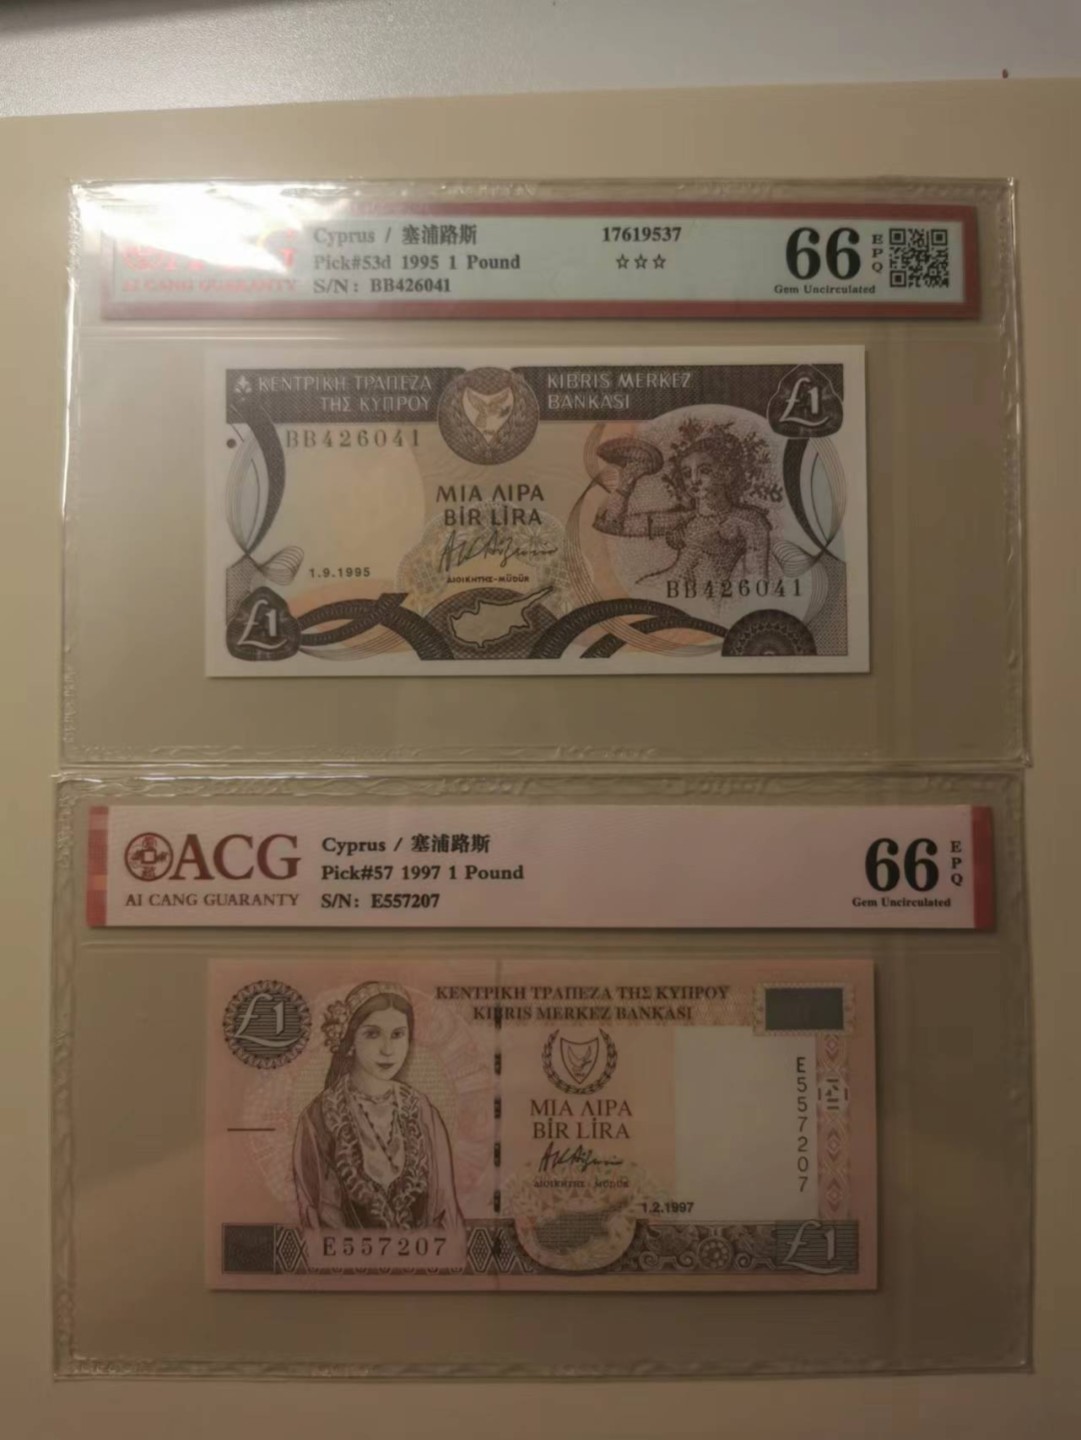 Cyprus / 塞浦路斯
Pick#53d 1995 1 Pound
S/N: BB426041
AI CANG GUARANTY
17619537
☆☆☆
66
EPQ
Gem Uncirculated
ΚΕΝΤΡΙΚΗ ΤΡΑΠΕΖΑ
ΤΗΣ ΚΥΠΡΟΥ
KIBRIS MERKEZ
BANKASI
£1
BB426041
ΜΙΑ ΛΙΡΑ
BİR LİRA
ΔΙΟΙΚΗΤΗΣ-MÜDÜR
1.9.1995
BB426041
£1
ACG
AI CANG GUARANTY
Cyprus / 塞浦路斯
Pick#57 1997 1 Pound
S/N: E557207
66
EPQ
Gem Uncirculated
£1
ΚΕΝΤΡΙΚΗ ΤΡΑΠΕΖΑ ΤΗΣ ΚΥΠΡΟΥ
KIBRIS MERKEZ BANKASI
E557207
ΜΙΑ ΛΙΡΑ
BİR LİRA
ΔΙΟΙΚΗΤΗΣ - MÜDÜR
1.2.1997
E557207
£1